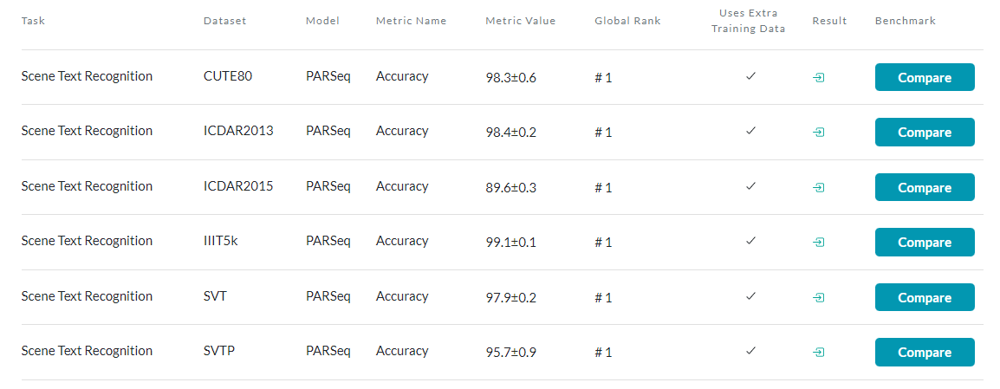 Task Dataset Model Metric Name Metric Value Global Rank Uses Extra Training Data Result Benchmark
Scene Text Recognition CUTE80 PARSeq Accuracy 98.3±0.6 # 1 ✓ Compare
Scene Text Recognition ICDAR2013 PARSeq Accuracy 98.4±0.2 # 1 ✓ Compare
Scene Text Recognition ICDAR2015 PARSeq Accuracy 89.6±0.3 # 1 ✓ Compare
Scene Text Recognition IIIT5k PARSeq Accuracy 99.1±0.1 # 1 ✓ Compare
Scene Text Recognition SVT PARSeq Accuracy 97.9±0.2 # 1 ✓ Compare
Scene Text Recognition SVTP PARSeq Accuracy 95.7±0.9 # 1 ✓ Compare